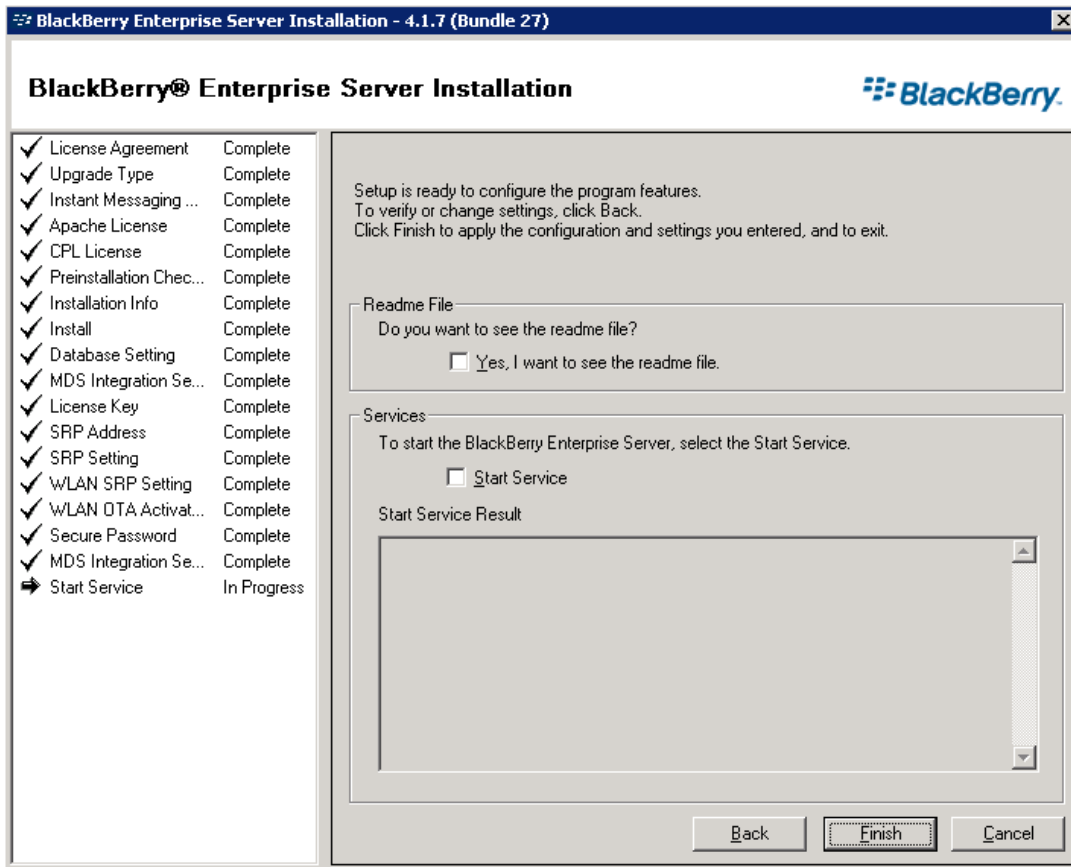 BlackBerry Enterprise Server Installation - 4.1.7 (Bundle 27)
BlackBerry® Enterprise Server Installation
BlackBerry.
License Agreement Complete
Upgrade Type Complete
Instant Messaging ... Complete
Apache License Complete
CPL License Complete
Preinstallation Chec... Complete
Installation Info Complete
Install Complete
Database Setting Complete
MDS Integration Se... Complete
License Key Complete
SRP Address Complete
SRP Setting Complete
WLAN SRP Setting Complete
WLAN OTA Activat... Complete
Secure Password Complete
MDS Integration Se... Complete
Start Service In Progress
Setup is ready to configure the program features.
To verify or change settings, click Back.
Click Finish to apply the configuration and settings you entered, and to exit.
Readme File
Do you want to see the readme file?
Yes, I want to see the readme file.
Services
To start the BlackBerry Enterprise Server, select the Start Service.
Start Service
Start Service Result
Back Finish Cancel